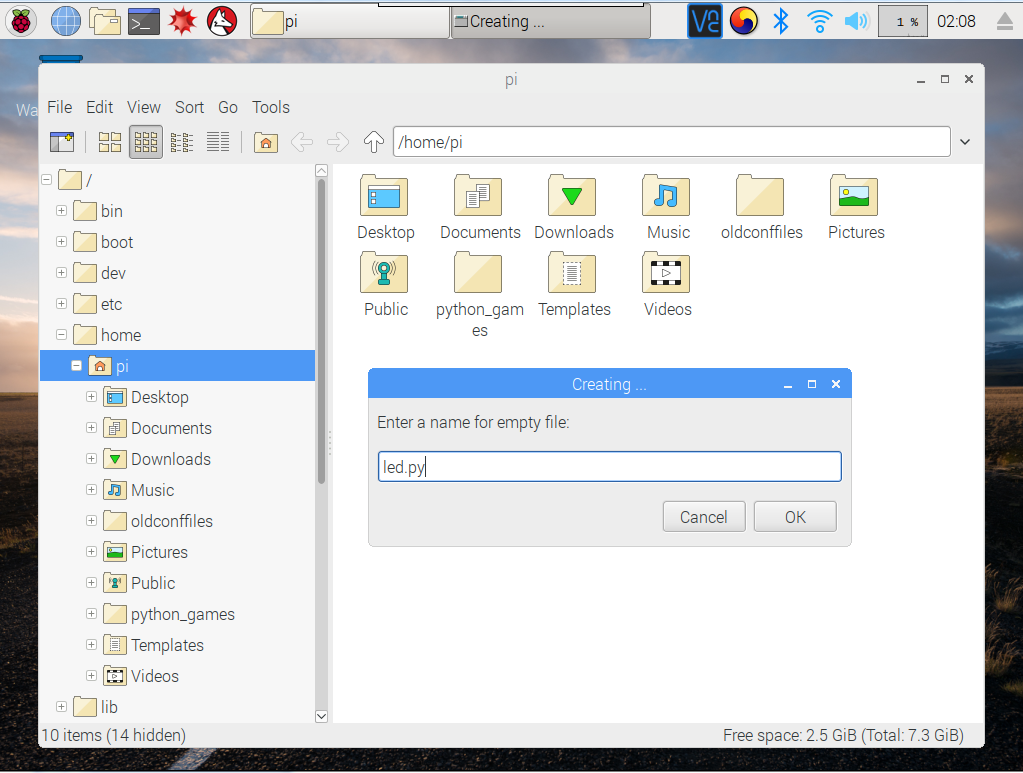 pi
Creating ...
1 %
02:08
pi
File Edit View Sort Go Tools
/home/pi
/
bin
boot
dev
etc
home
pi
Desktop
Documents
Downloads
Music
oldconffiles
Pictures
Public
python_games
Templates
Videos
lib
Desktop Documents Downloads Music oldconffiles Pictures
Public python_gam Templates Videos
es
Creating ...
Enter a name for empty file:
led.py
Cancel OK
10 items (14 hidden) Free space: 2.5 GiB (Total: 7.3 GiB)